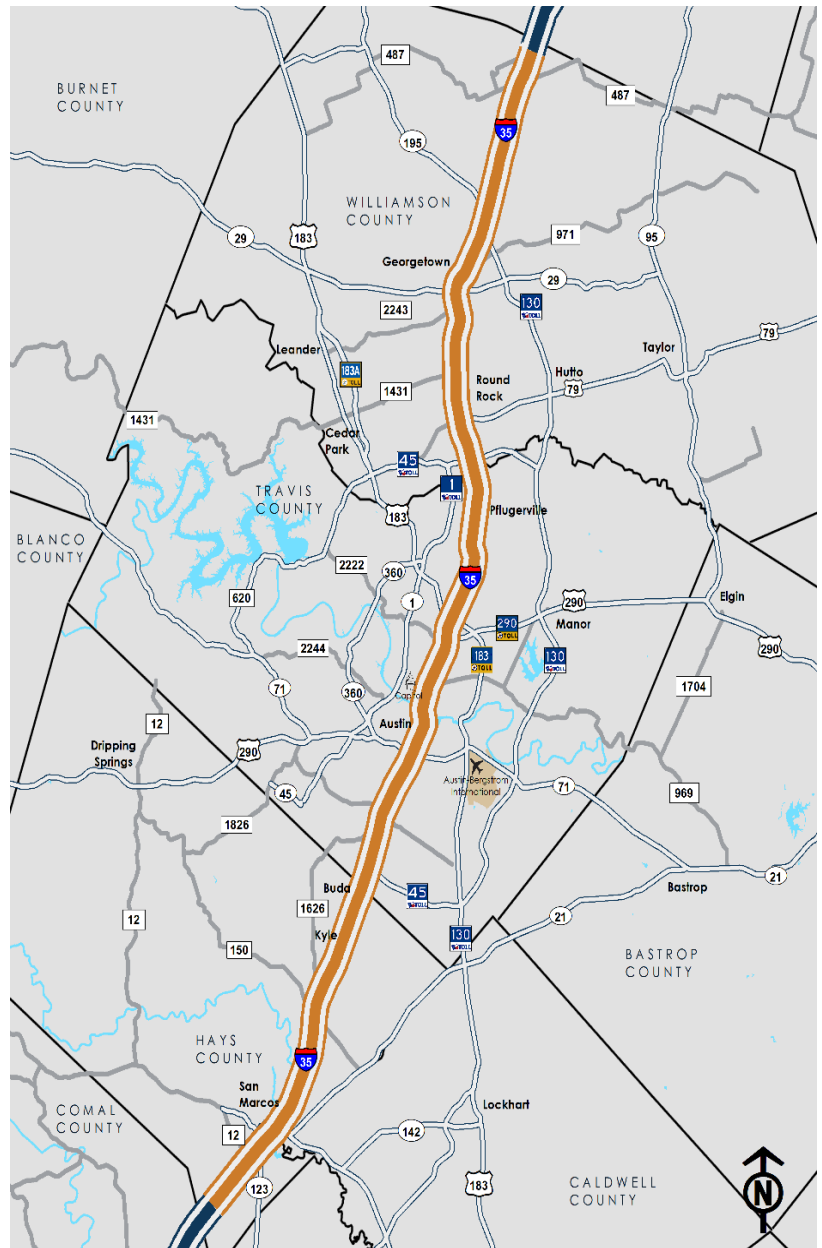 487
BURNET
COUNTY
487
35
195
WILLIAMSON
COUNTY
183
29
971
95
Georgetown
29
130
TOLL
2243
79
Leander
Taylor
183A
TOLL
Hutto
Round
Rock
79
1431
1431
Cedar
Park
45
TOLL
1
TOLL
TRAVIS
COUNTY
183
Pflugerville
BLANCO
COUNTY
2222
360
35
620
1
290
Elgin
290
TOLL
Manor
290
2244
183
TOLL
130
TOLL
1704
71
360
Capitol
12
Austin
Dripping
Springs
290
Austin-Bergstrom
International
45
71
969
1826
21
Buda
45
TOLL
Bastrop
1626
21
12
Kyle
130
TOLL
150
BASTROP
COUNTY
HAYS
COUNTY
35
San
Marcos
Lockhart
COMAL
COUNTY
12
142
123
183
CALDWELL
COUNTY
N